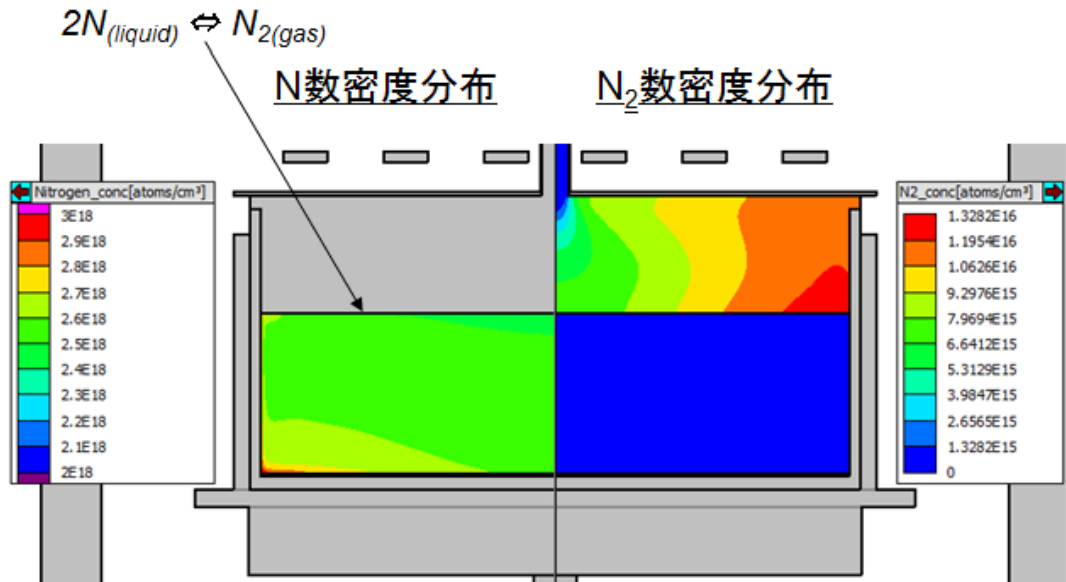 2N(liquid) ⇔ N2(gas)
N数密度分布
N2数密度分布
Nitrogen_conc[atoms/cm³]
3E18
2.9E18
2.8E18
2.7E18
2.6E18
2.5E18
2.4E18
2.3E18
2.2E18
2.1E18
2E18
N2_conc[atoms/cm³]
1.3282E16
1.1954E16
1.0626E16
9.2976E15
7.9694E15
6.6412E15
5.3129E15
3.9847E15
2.6565E15
1.3282E15
0